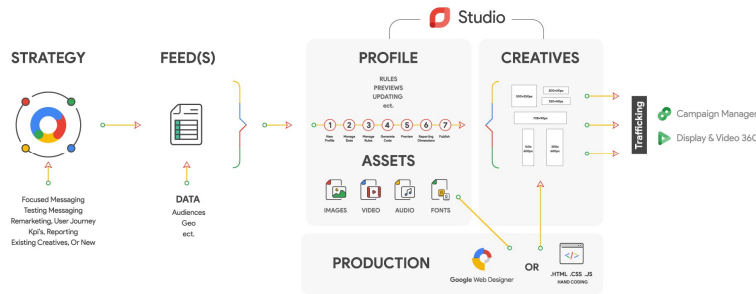 Studio
STRATEGY
FEED(S)
PROFILE
CREATIVES
RULES
PREVIEWS
UPDATING
ect.
1 2 3 4 5 6 7
New Profile
Manage Data
Manage Rules
Generate Code
Preview
Reporting Dimensions
Publish
ASSETS
IMAGES
VIDEO
AUDIO
FONTS
Trafficking
Campaign Manager
Display & Video 360
Focused Messaging
Testing Messaging
Remarketing, User Journey
Kpi's, Reporting
Existing Creatives, Or New
DATA
Audiences
Geo
ect.
PRODUCTION
Google Web Designer
OR
</>
.HTML .CSS .JS
HAND CODING